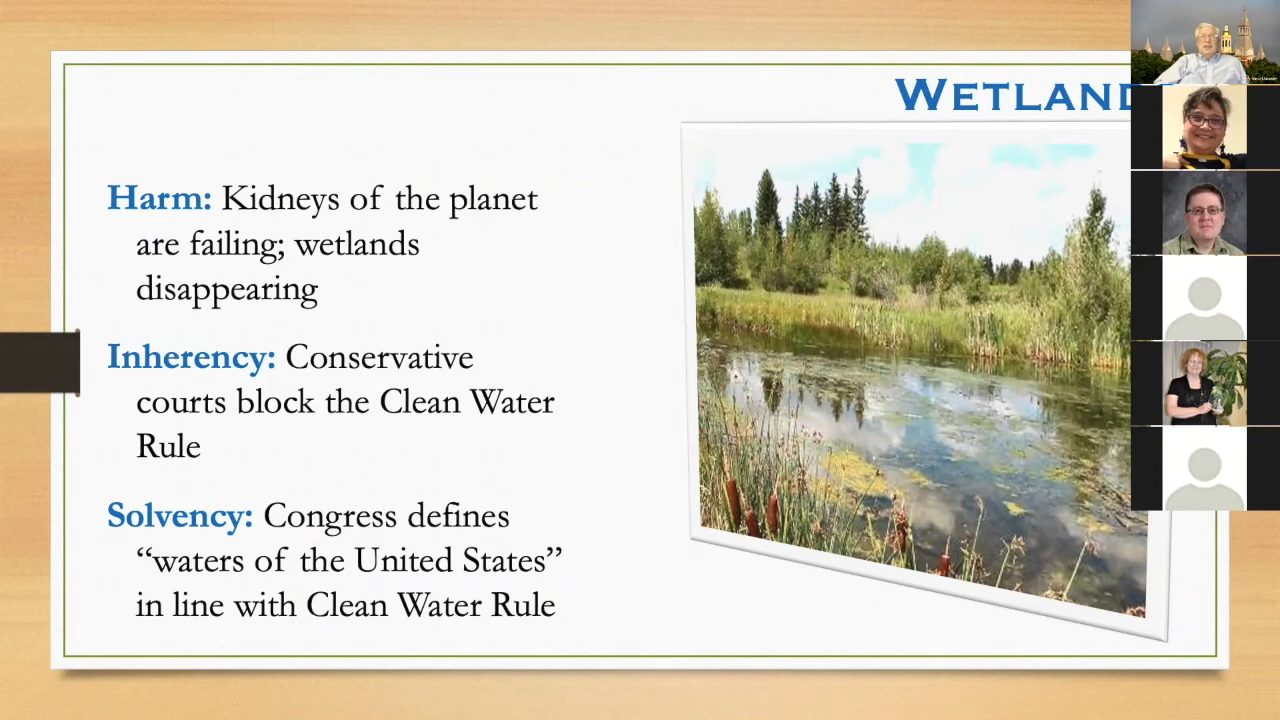 WETLAND
Harm: Kidneys of the planet
are failing; wetlands
disappearing
Inherency: Conservative
courts block the Clean Water
Rule
Solvency: Congress defines
“waters of the United States”
in line with Clean Water Rule